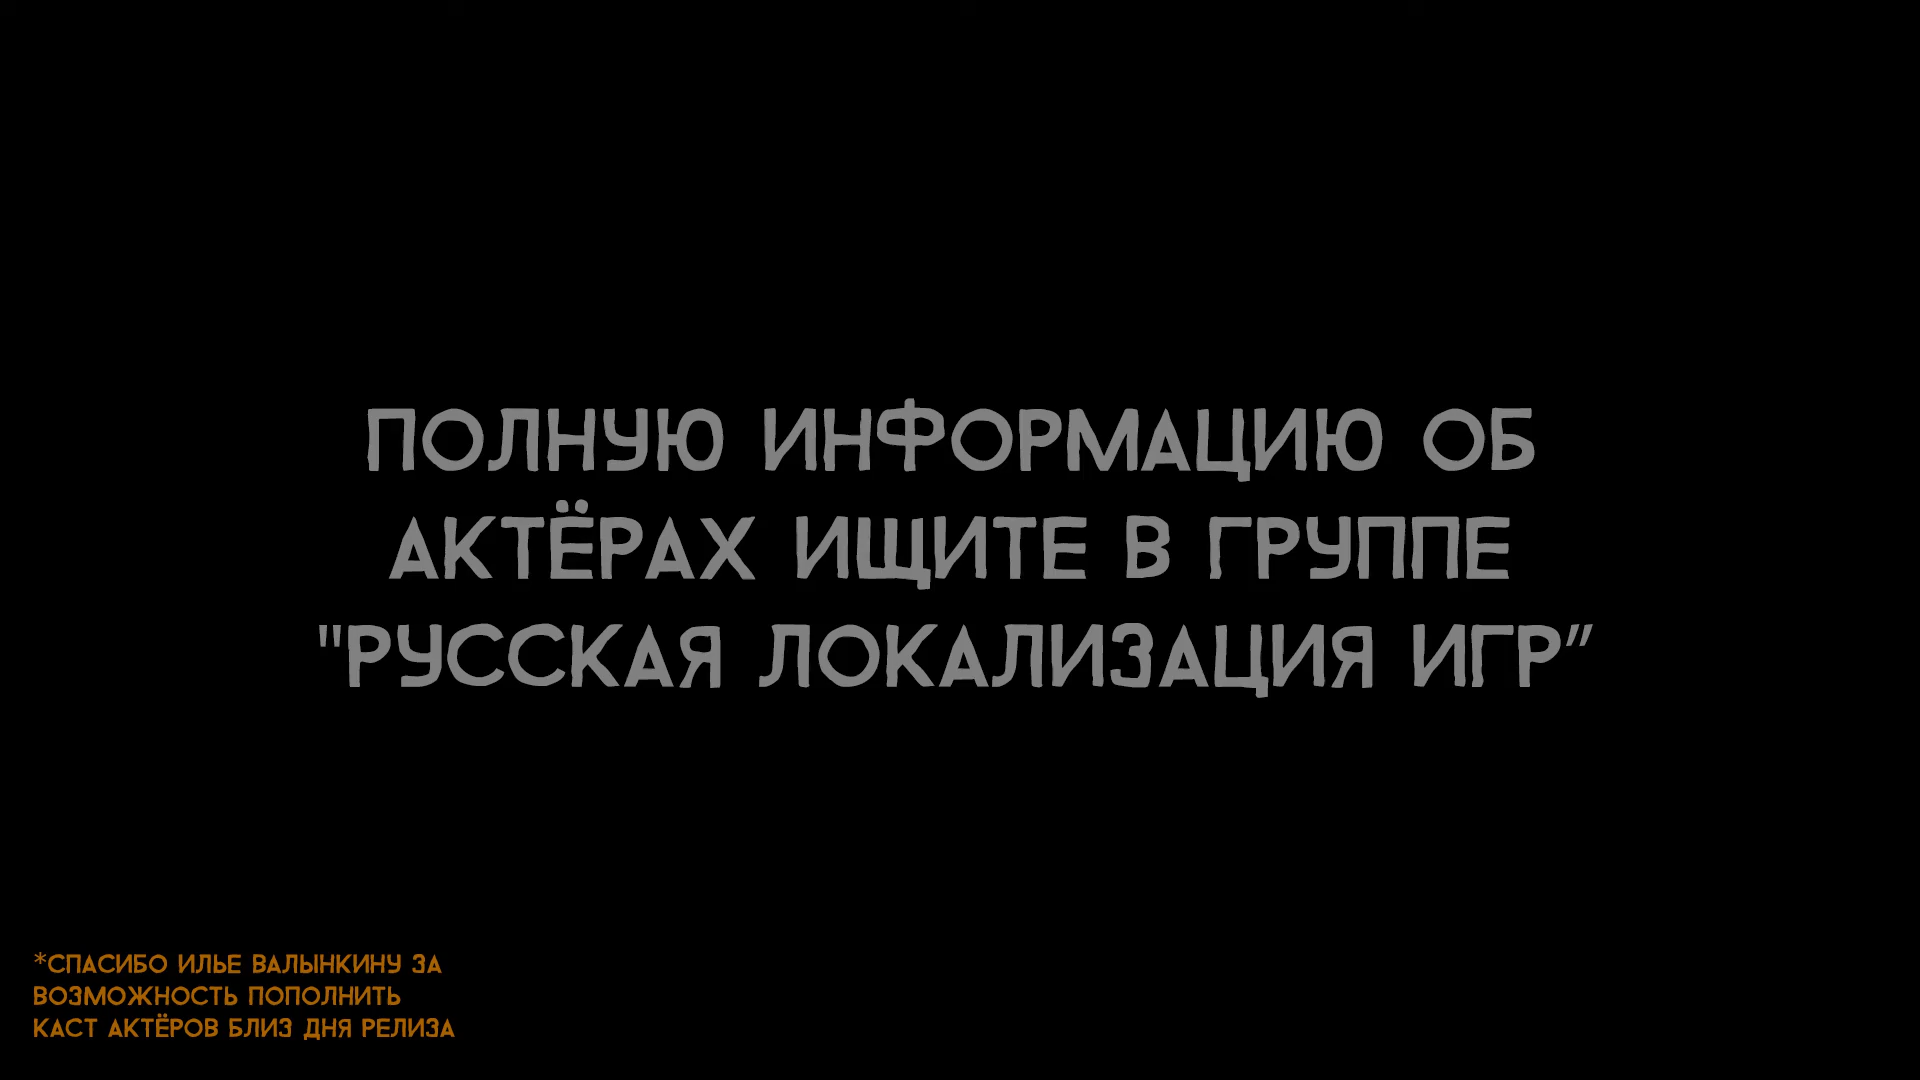 ПОЛНУЮ ИНФОРМАЦИЮ ОБ
АКТЁРАХ ИЩИТЕ В ГРУППЕ
"РУССКАЯ ЛОКАЛИЗАЦИЯ ИГР"
*СПАСИБО ИЛЬЕ ВАЛЫНКИНУ ЗА
ВОЗМОЖНОСТЬ ПОПОЛНИТЬ
КАСТ АКТЁРОВ БЛИЗ ДНЯ РЕЛИЗА